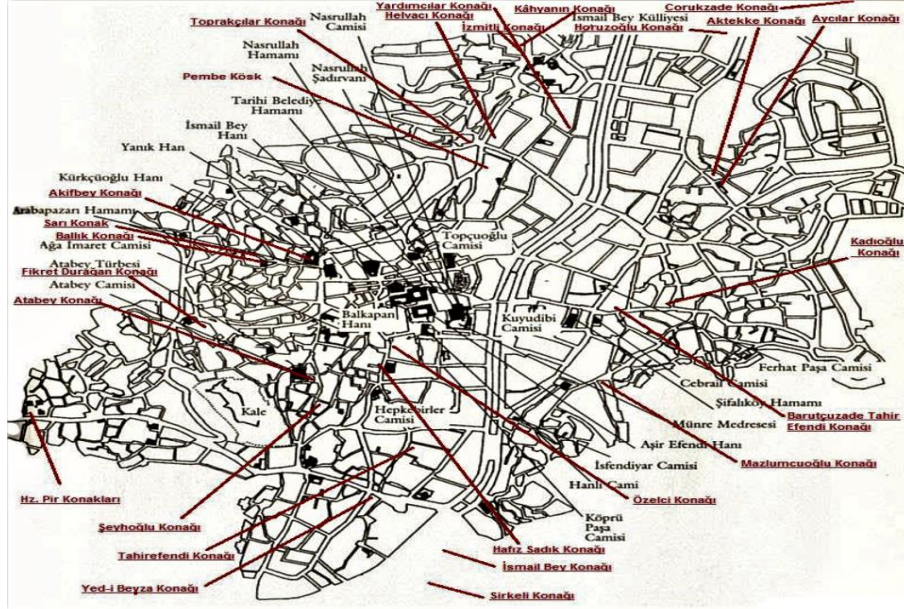 Nasrullah
Camisi
Yardımcılar Konağı
Helvacı Konağı
Toprakçılar Konağı
Kâhyanın Konağı
İzmitli Konağı
İsmail Bey Külliyesi
Hotuzoğlu Konağı
Corukzade Konağı
Aktekke Konağı
Aycılar Konağı
Nasrullah
Hamamı
Nasrullah
Şadırvanı
Pembe Kösk
Tarihi Belediye
Hamamı
İsmail Bey
Hanı
Yanık Han
Kürkçüoğlu Hanı
Akifbey Konağı
Arabapazarı Hamamı
Sarı Konak
Ballık Konağı
Ağa İmaret Camisi
Atabey Türbesi
Fikret Durağan Konağı
Atabey Camisi
Atabey Konağı
Topçuoğlu
Camisi
Kadıoğlu
Konağı
Balkapan
Hanı
Kuyudibi
Camisi
Ferhat Paşa Camisi
Cebrail Camisi
Şifalıköy Hamamı
Barutçuzade Tahir
Efendi Konağı
Kale
Hepkebirler
Camisi
Münre Medresesi
Aşir Efendi Hanı
Mazlumcuoğlu Konağı
İsfendiyar Camisi
Hanlı Cami
Özelci Konağı
Hz. Pir Konakları
Şeyhoğlu Konağı
Köprü
Paşa
Camisi
Tahirefendi Konağı
Hafız Sadık Konağı
İsmail Bey Konağı
Yed-i Beyza Konağı
Sirkeli Konağı